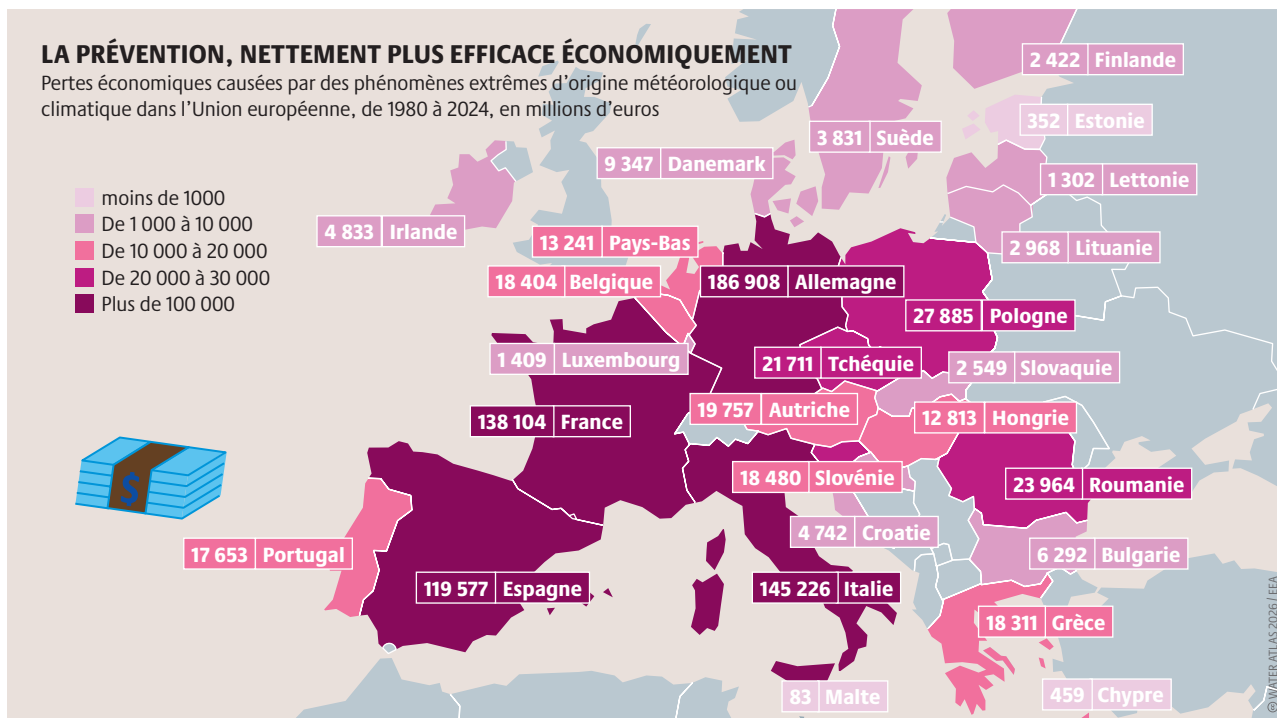 LA PRÉVENTION, NETTEMENT PLUS EFFICACE ÉCONOMIQUEMENT
Pertes économiques causées par des phénomènes extrêmes d'origine météorologique ou
climatique dans l'Union européenne, de 1980 à 2024, en millions d'euros
moins de 1000
De 1 000 à 10 000
De 10 000 à 20 000
De 20 000 à 30 000
Plus de 100 000
2 422 Finlande
352 Estonie
3 831 Suède
9 347 Danemark
1 302 Lettonie
4 833 Irlande
13 241 Pays-Bas
2 968 Lituanie
18 404 Belgique
186 908 Allemagne
27 885 Pologne
1 409 Luxembourg
21 711 Tchéquie
2 549 Slovaquie
138 104 France
19 757 Autriche
12 813 Hongrie
18 480 Slovénie
23 964 Roumanie
4 742 Croatie
17 653 Portugal
6 292 Bulgarie
119 577 Espagne
145 226 Italie
18 311 Grèce
83 Malte
459 Chypre
$
© WATER ATLAS 2026 / EEA